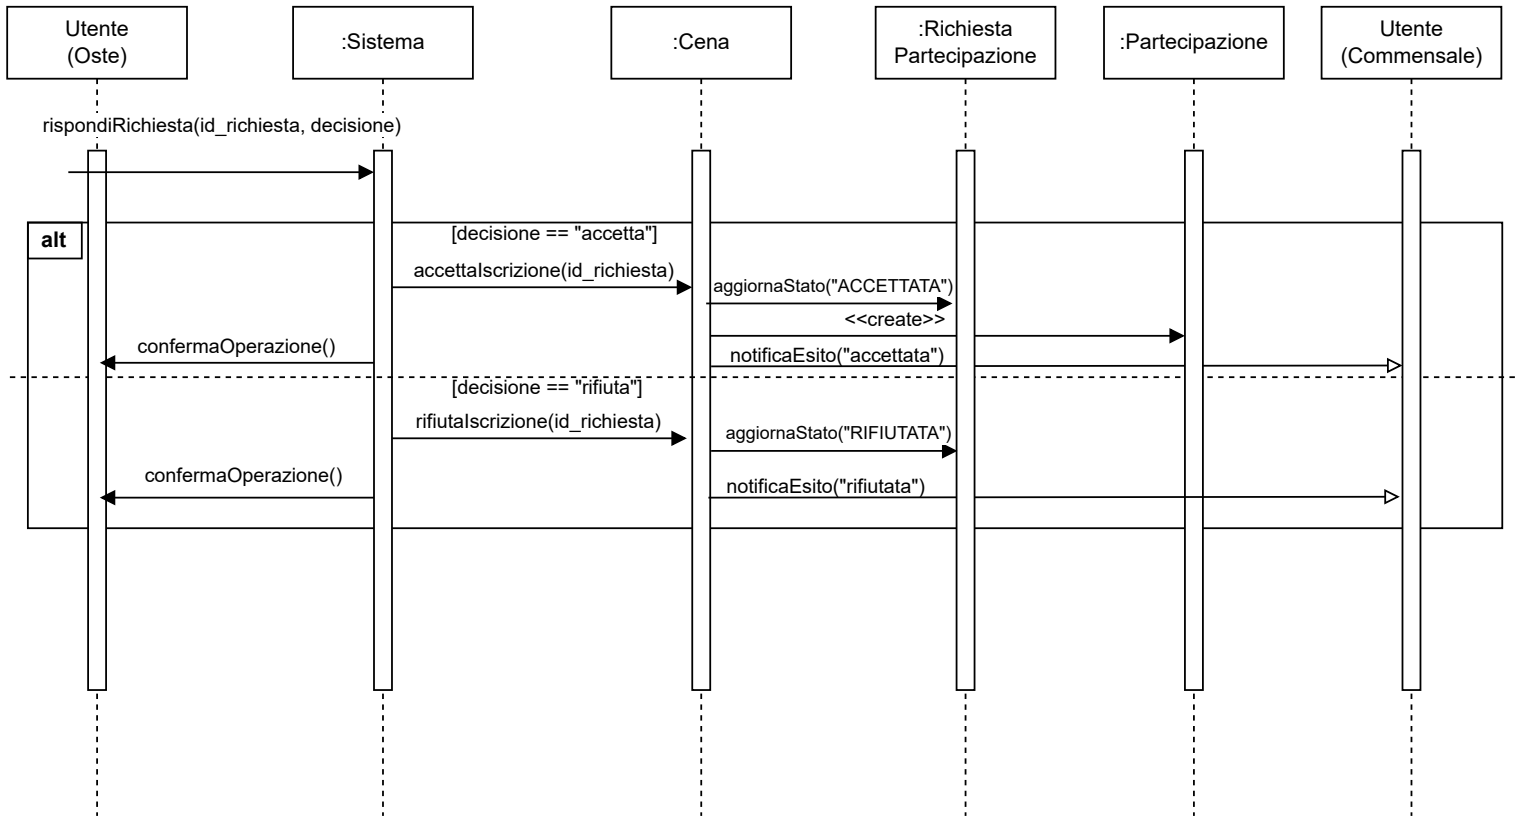 Utente
(Oste)
:Sistema
:Cena
:Richiesta
Partecipazione
:Partecipazione
Utente
(Commensale)
rispondiRichiesta(id_richiesta, decisione)
alt
[decisione == "accetta"]
accettaIscrizione(id_richiesta)
aggiornaStato("ACCETTATA")
<<create>>
confermaOperazione()
notificaEsito("accettata")
[decisione == "rifiuta"]
rifiutaIscrizione(id_richiesta)
aggiornaStato("RIFIUTATA")
confermaOperazione()
notificaEsito("rifiutata")